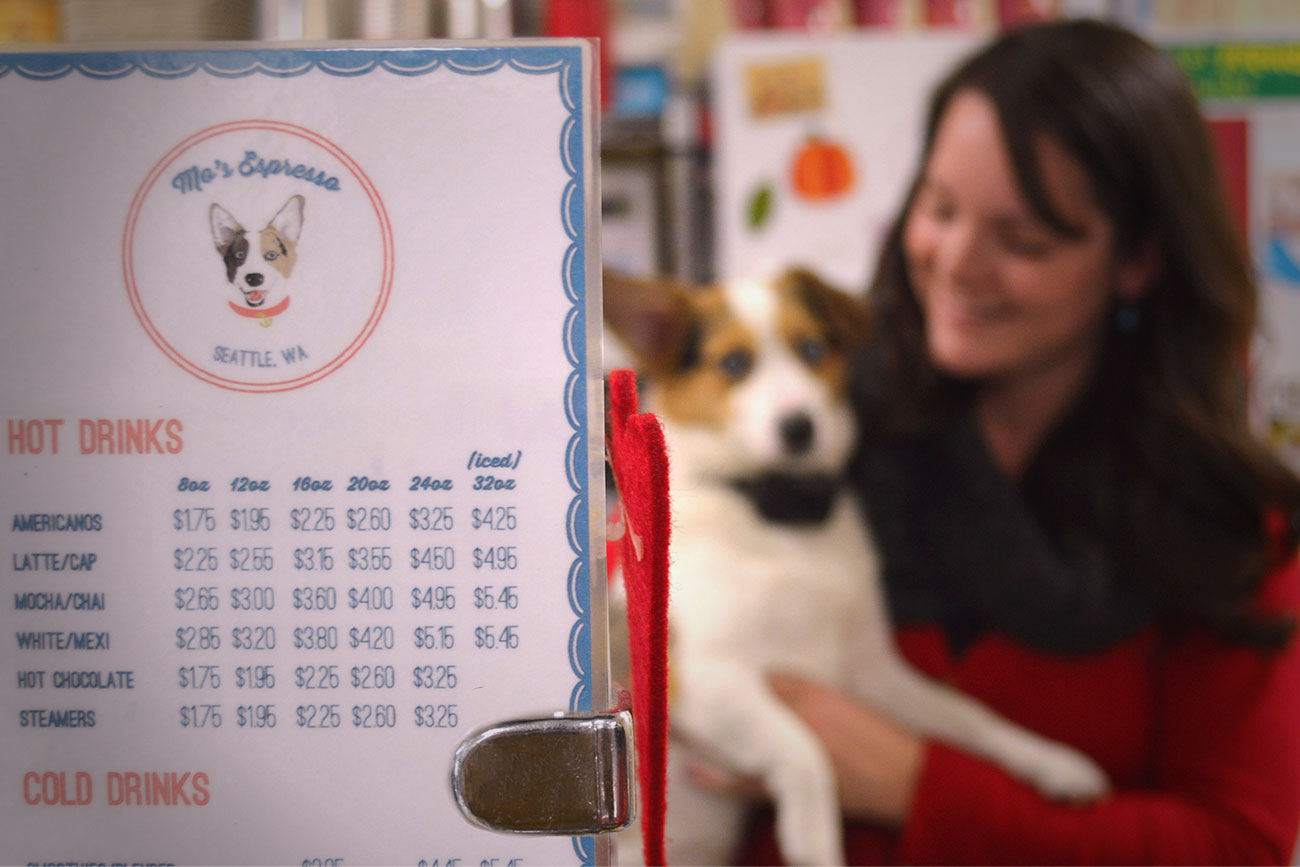 Mo's Espresso
SEATTLE, WA
HOT DRINKS
(iced)
8oz 12oz 16oz 20oz 24oz 32oz
AMERICANOS $1.75 $1.95 $2.25 $2.60 $3.25 $4.25
LATTE/CAP $2.25 $2.55 $3.15 $3.55 $4.50 $4.95
MOCHA/CHAI $2.65 $3.00 $3.60 $4.00 $4.95 $5.45
WHITE/MEXI $2.85 $3.20 $3.80 $4.20 $5.15 $5.45
HOT CHOCOLATE $1.75 $1.95 $2.25 $2.60 $3.25
STEAMERS $1.75 $1.95 $2.25 $2.60 $3.25
COLD DRINKS